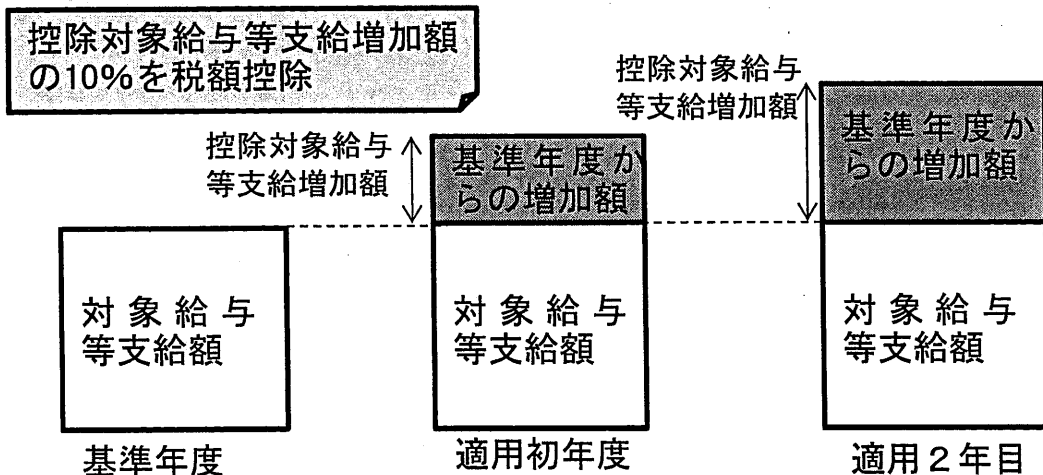 控除対象給与等支給増加額
の10%を税額控除
控除対象給与
等支給増加額
基準年度か
らの増加額
控除対象給与
等支給増加額
基準年度か
らの増加額
対象給与
等支給額
対象給与
等支給額
対象給与
等支給額
基準年度
適用初年度
適用2年目